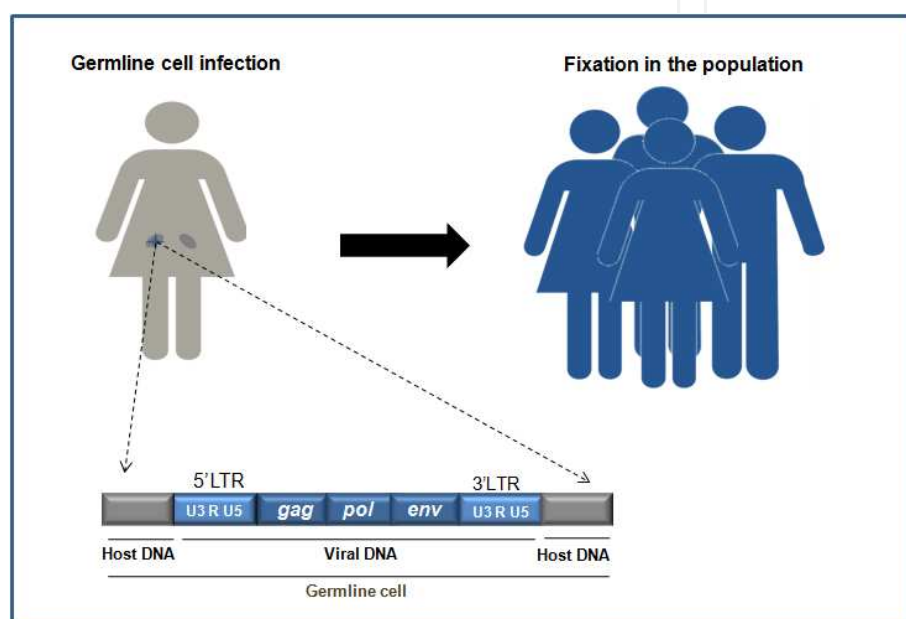 Germline cell infection
Fixation in the population
5'LTR
3'LTR
U3 R U5 gag pol env U3 R U5
Host DNA Viral DNA Host DNA
Germline cell